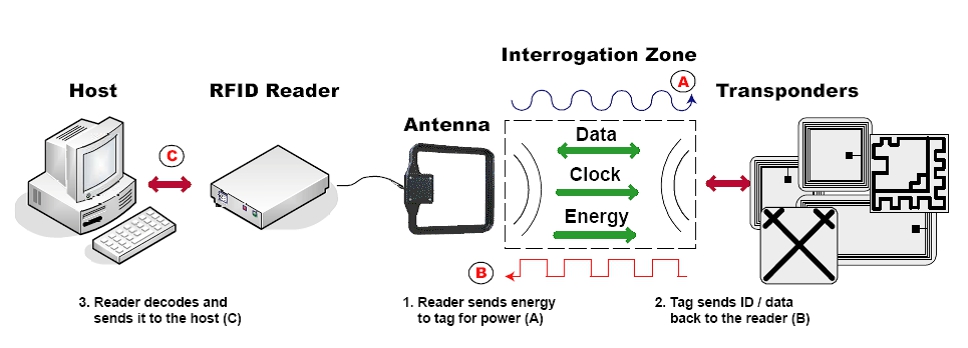 Interrogation Zone
Host
RFID Reader
A
Transponders
Antenna
Data
C
Clock
Energy
B
3. Reader decodes and
sends it to the host (C)
1. Reader sends energy
to tag for power (A)
2. Tag sends ID / data
back to the reader (B)